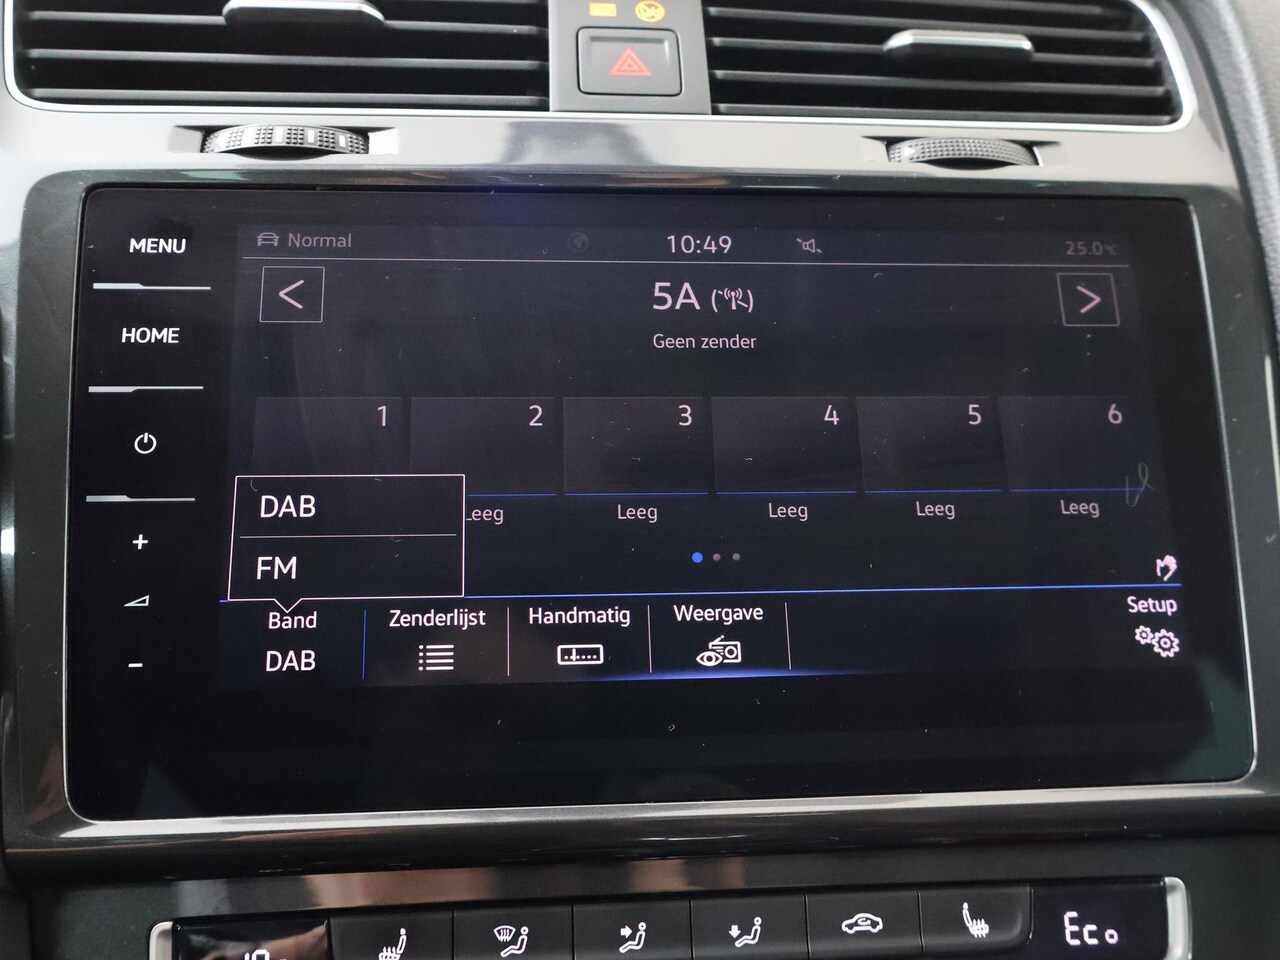 MENU
HOME
+
-
Normal
10:49
25.0°C
<
5A
>
Geen zender
1
2
3
4
5
6
Leeg
Leeg
Leeg
Leeg
DAB
FM
Band
DAB
Zenderlijst
Handmatig
Weergave
Setup
Eco